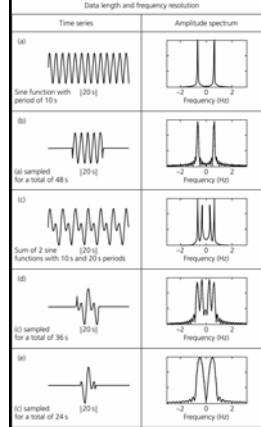 Data length and frequency resolution
Time series
Amplitude spectrum
(a)
Sine function with
period of 10 s
|20 s|
−2 0 2
Frequency (Hz)
(b)
(a) sampled
for a total of 48 s
|20 s|
−2 0 2
Frequency (Hz)
(c)
Sum of 2 sine
functions with 10 s and 20 s periods
|20 s|
−2 0 2
Frequency (Hz)
(d)
(c) sampled
for a total of 36 s
|20 s|
−2 0 2
Frequency (Hz)
(e)
(c) sampled
for a total of 24 s
|20 s|
−2 0 2
Frequency (Hz)